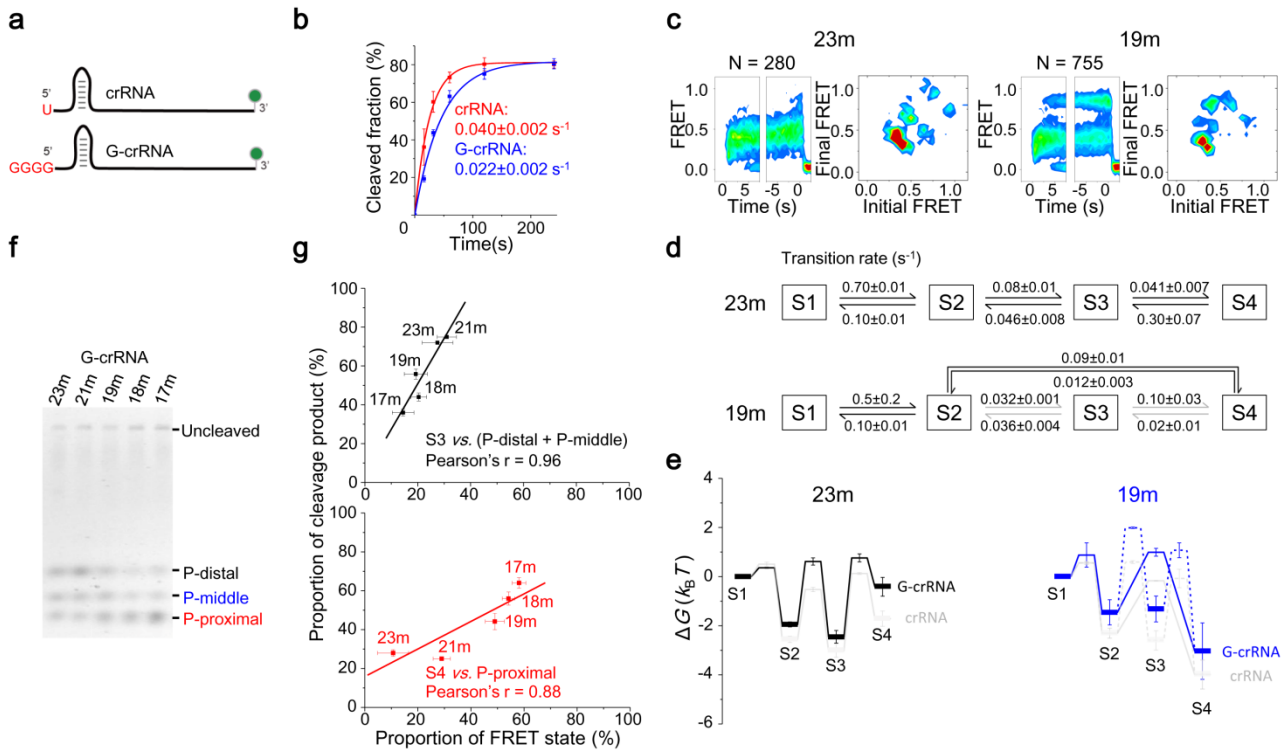 a
5'
U
crRNA
3'
5'
GGGG
G-crRNA
3'
b
Cleaved fraction (%)
80
60
40
20
0
crRNA:
0.040±0.002 s⁻¹
G-crRNA:
0.022±0.002 s⁻¹
0 100 200
Time(s)
c
23m
N = 280
FRET
1.0
0.5
0.0
0 5 -5 0
Time (s)
Final FRET
1.0
0.5
0.0
0.0 0.5 1.0
Initial FRET
19m
N = 755
FRET
1.0
0.5
0.0
0 5 -5 0
Time (s)
Final FRET
1.0
0.5
0.0
0.0 0.5 1.0
Initial FRET
d
Transition rate (s⁻¹)
23m S1 S2 S3 S4
0.70±0.01 0.08±0.01 0.041±0.007
0.10±0.01 0.046±0.008 0.30±0.07
0.09±0.01
0.012±0.003
19m S1 S2 S3 S4
0.5±0.2 0.032±0.001 0.10±0.03
0.10±0.01 0.036±0.004 0.02±0.01
e
ΔG (kB T)
4
2
0
-2
-4
-6
23m
S1
S2
S3
S4
G-crRNA
crRNA
19m
S1
S2
S3
S4
G-crRNA
crRNA
f
G-crRNA
23m 21m 19m 18m 17m
Uncleaved
P-distal
P-middle
P-proximal
g
Proportion of cleavage product (%)
100
80
60
40
20
0
23m 21m
19m
18m
17m
S3 vs. (P-distal + P-middle)
Pearson's r = 0.96
0 20 40 60 80 100
100
80
60
40
20
0
17m
18m
19m
23m
21m
S4 vs. P-proximal
Pearson's r = 0.88
0 20 40 60 80 100
Proportion of FRET state (%)